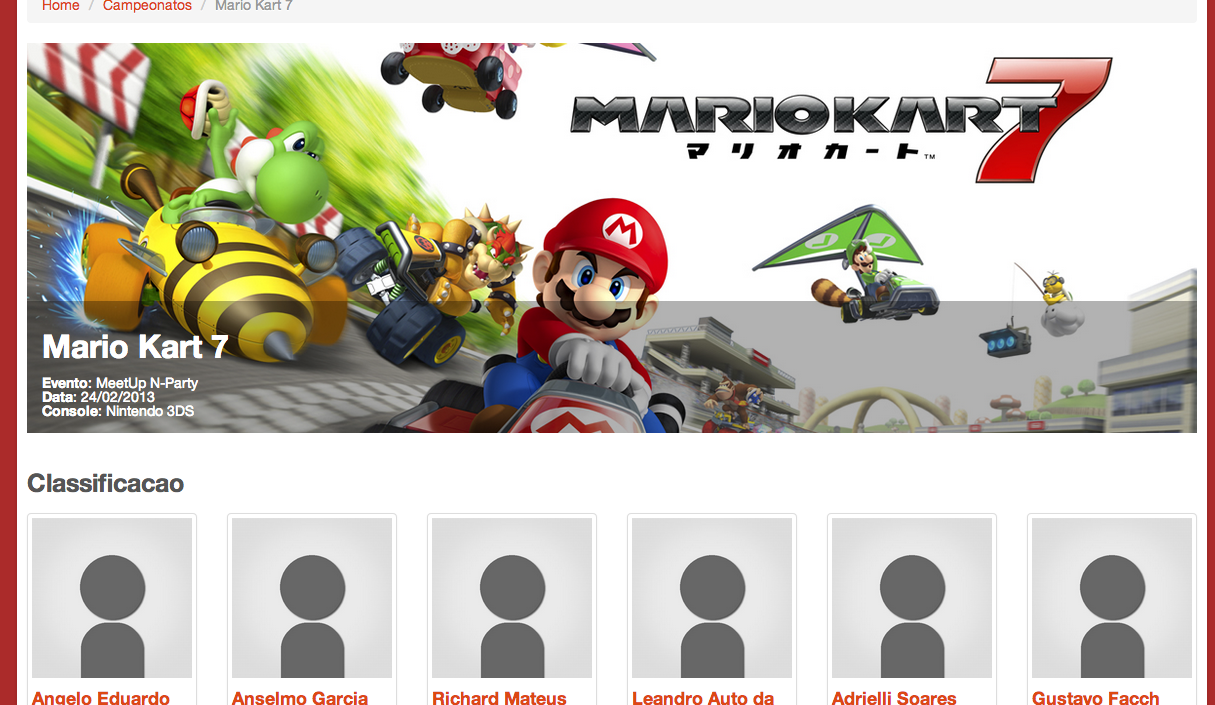 Home / Campeonatos / Mario Kart 7
MARIOKART 7
マリオカート™
M
Mario Kart 7
Evento: MeetUp N-Party
Data: 24/02/2013
Console: Nintendo 3DS
Classificacao
Angelo Eduardo
Anselmo Garcia
Richard Mateus
Leandro Auto da
Adrielli Soares
Gustavo Facch